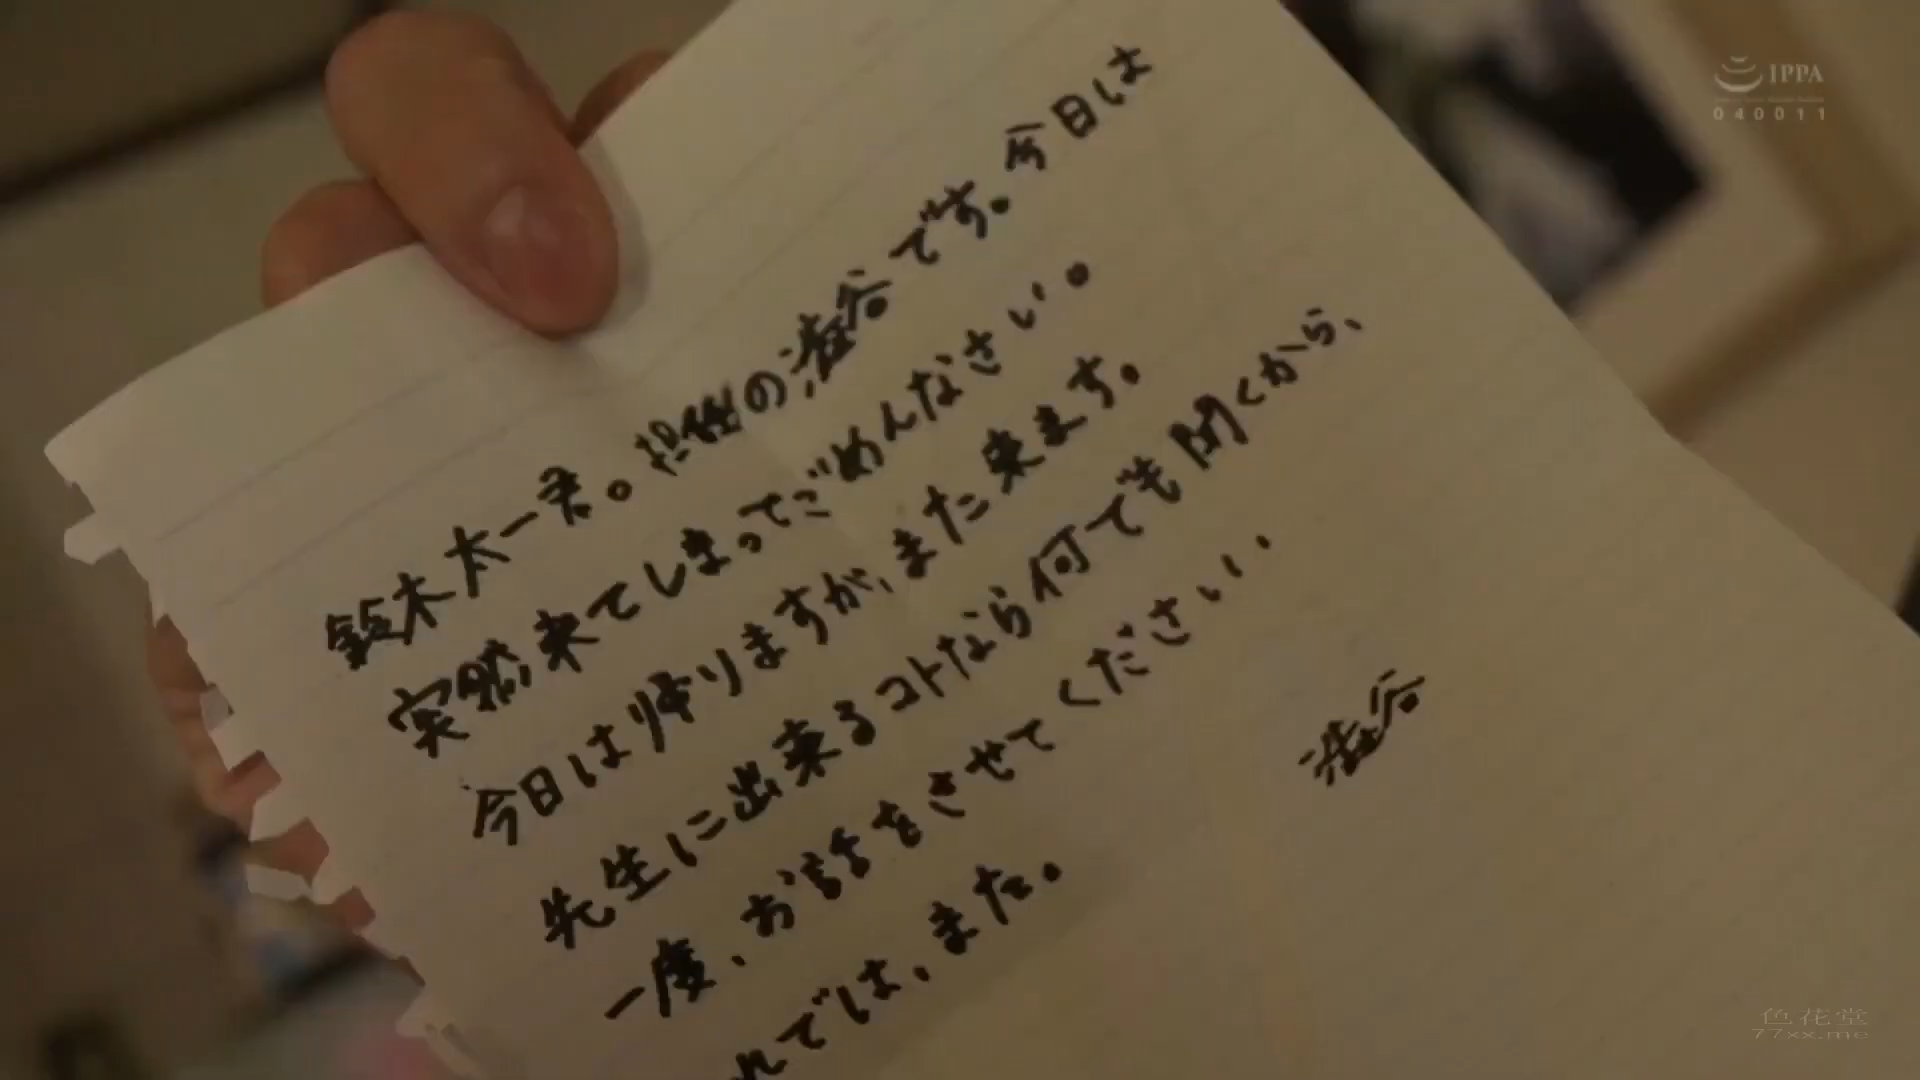 鈴木太一君。担任の澁谷です。今日は
突然来てしまってごめんなさい。
今日は帰りますが、また来ます。
先生に出来るコトなら何でも聞くから、
一度、お話をさせてください。
れでは、また。
澁谷
IPPA
040011
色花堂
77xx.me